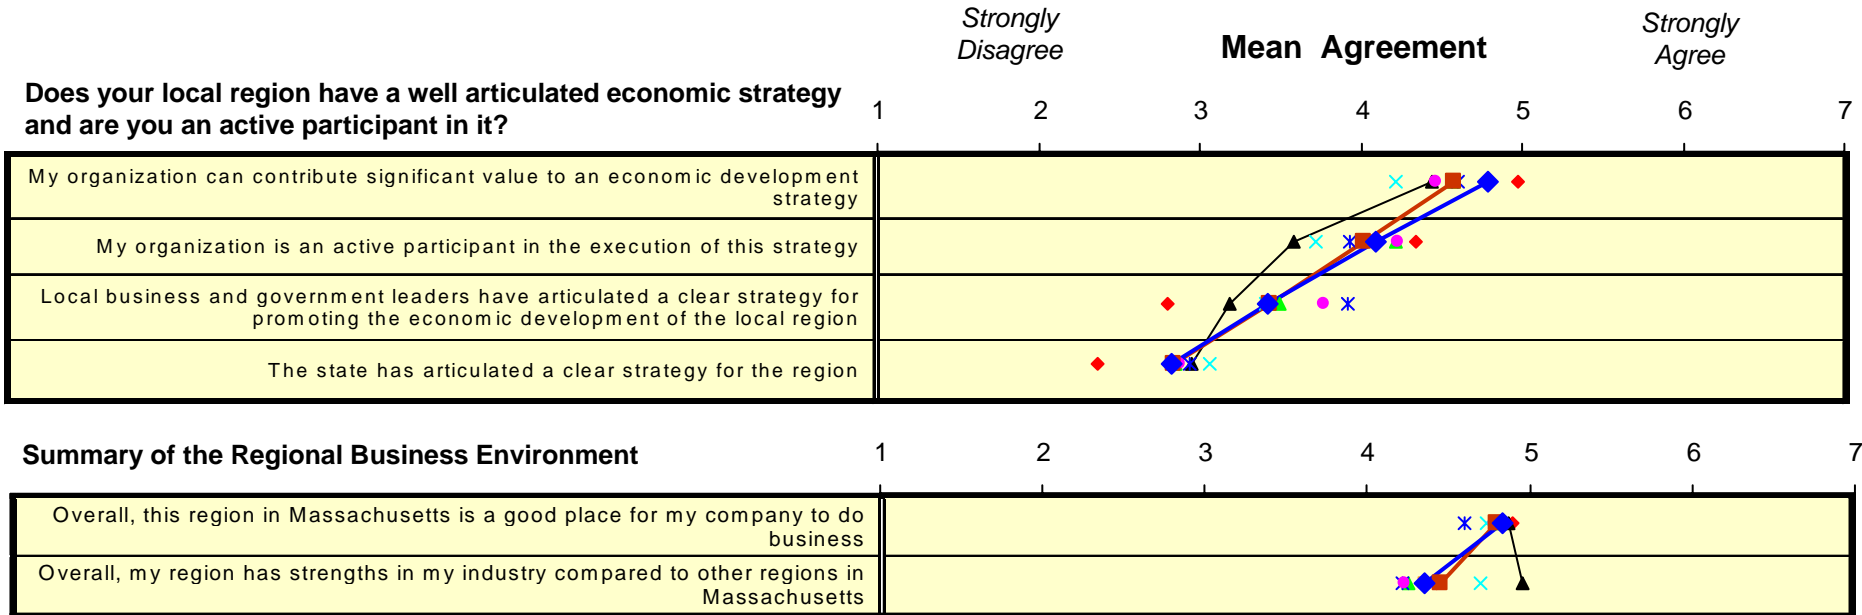 Strongly
Disagree
Mean Agreement
Strongly
Agree
Does your local region have a well articulated economic strategy
and are you an active participant in it?
1 2 3 4 5 6 7
My organization can contribute significant value to an economic development
strategy
My organization is an active participant in the execution of this strategy
Local business and government leaders have articulated a clear strategy for
promoting the economic development of the local region
The state has articulated a clear strategy for the region
Summary of the Regional Business Environment
1 2 3 4 5 6 7
Overall, this region in Massachusetts is a good place for my company to do
business
Overall, my region has strengths in my industry compared to other regions in
Massachusetts